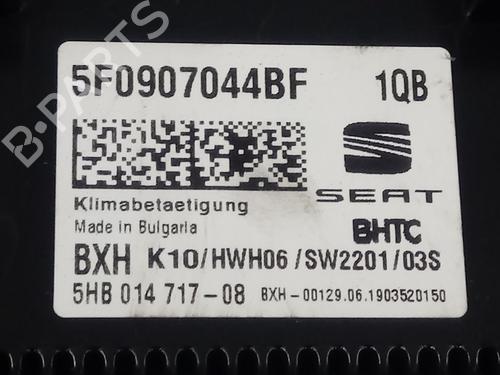 5F0907044BF 1QB
SEAT
Klimabetaetigung
Made in Bulgaria
BHTC
BXH K10/HWH06/SW2201/03S
5HB 014 717-08 BXH-00129.06.1903520150
B-PARTS